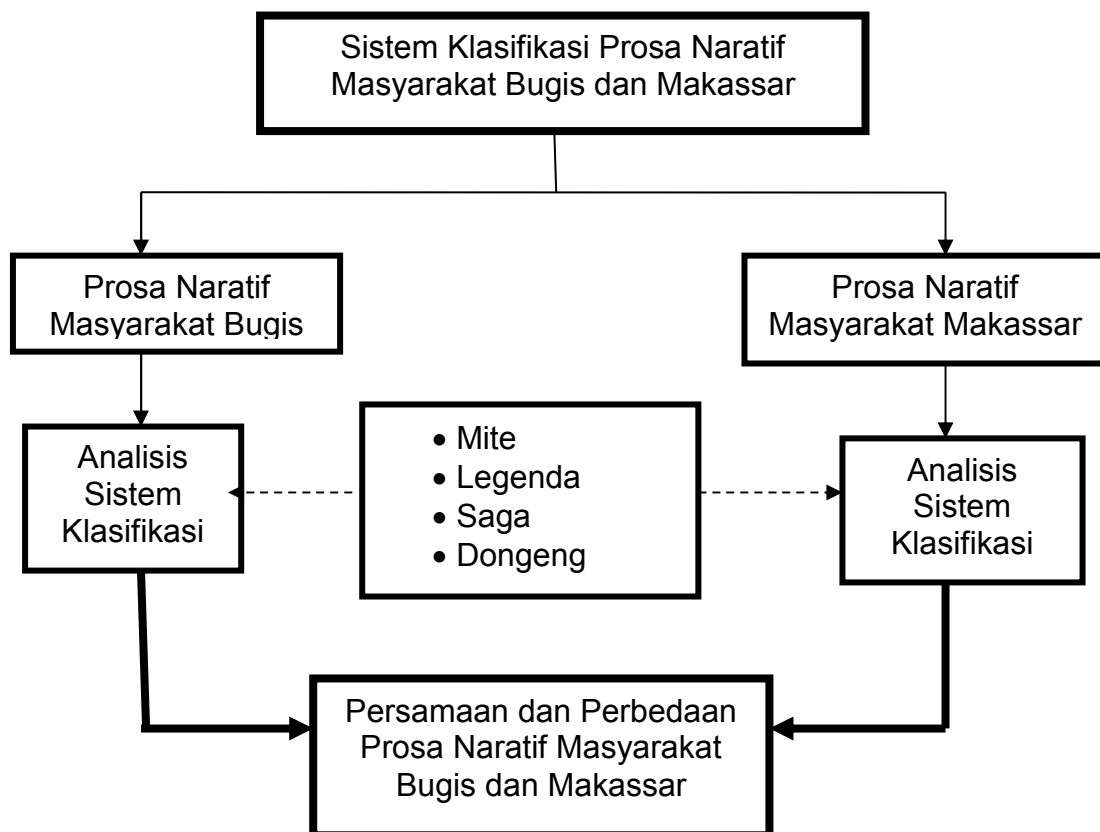 Sistem Klasifikasi Prosa Naratif
Masyarakat Bugis dan Makassar
Prosa Naratif
Masyarakat Bugis
Prosa Naratif
Masyarakat Makassar
Analisis
Sistem
Klasifikasi
• Mite
• Legenda
• Saga
• Dongeng
Analisis
Sistem
Klasifikasi
Persamaan dan Perbedaan
Prosa Naratif Masyarakat
Bugis dan Makassar